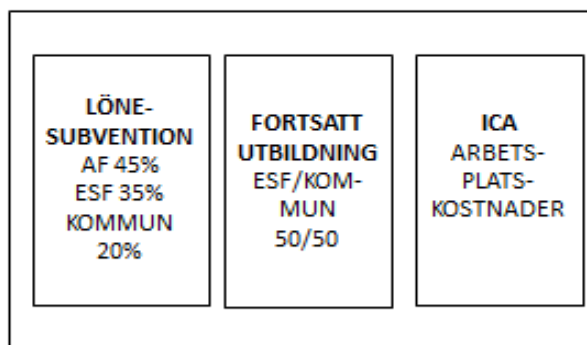 LÖNE-
SUBVENTION
AF 45%
ESF 35%
KOMMUN
20%
FORTSATT
UTBILDNING
ESF/KOM-
MUN
50/50
ICA
ARBETS-
PLATS-
KOSTNADER